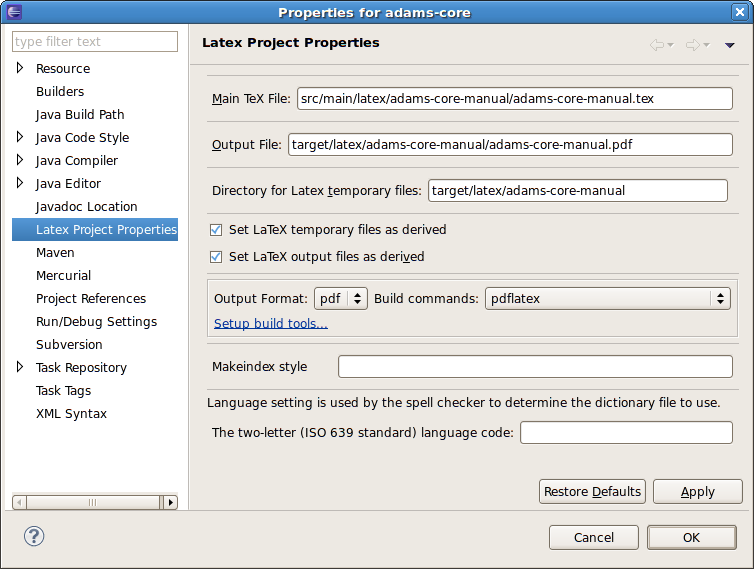 Properties for adams-core
type filter text
Resource
Builders
Java Build Path
Java Code Style
Java Compiler
Java Editor
Javadoc Location
Latex Project Properties
Maven
Mercurial
Project References
Run/Debug Settings
Subversion
Task Repository
Task Tags
XML Syntax
Latex Project Properties
Main TeX File: src/main/latex/adams-core-manual/adams-core-manual.tex
Output File: target/latex/adams-core-manual/adams-core-manual.pdf
Directory for Latex temporary files: target/latex/adams-core-manual
Set LaTeX temporary files as derived
Set LaTeX output files as derived
Output Format: pdf Build commands: pdflatex
Setup build tools...
Makeindex style
Language setting is used by the spell checker to determine the dictionary file to use.
The two-letter (ISO 639 standard) language code:
Restore Defaults Apply
? Cancel OK